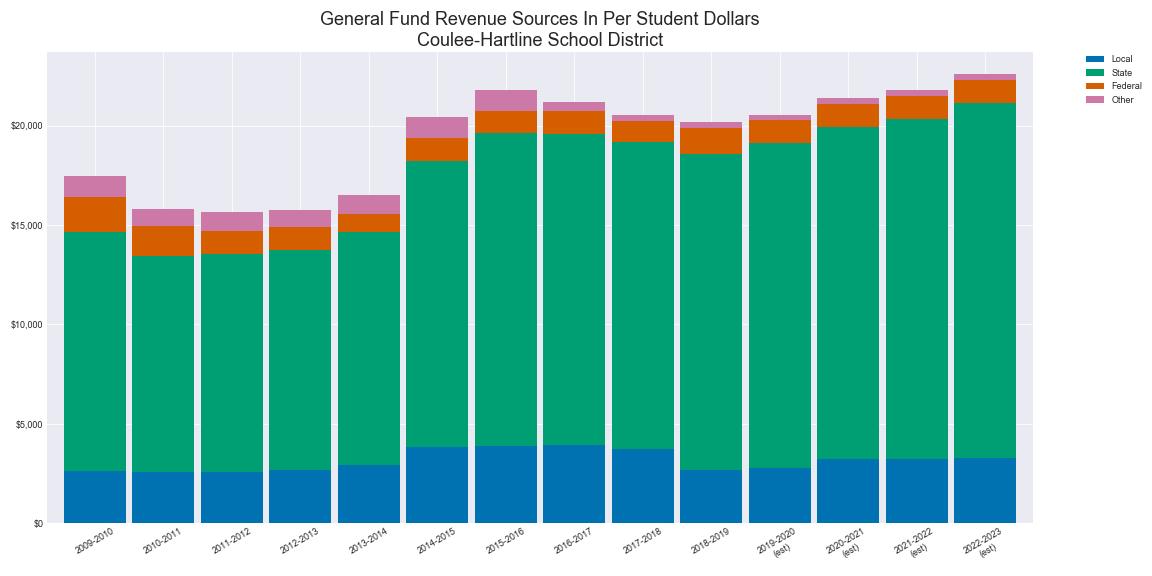 General Fund Revenue Sources In Per Student Dollars
Coulee-Hartline School District
Local
State
Federal
Other
$20,000
$15,000
$10,000
$5,000
$0
2009-2010
2010-2011
2011-2012
2012-2013
2013-2014
2014-2015
2015-2016
2016-2017
2017-2018
2018-2019
2019-2020
(est)
2020-2021
(est)
2021-2022
(est)
2022-2023
(est)